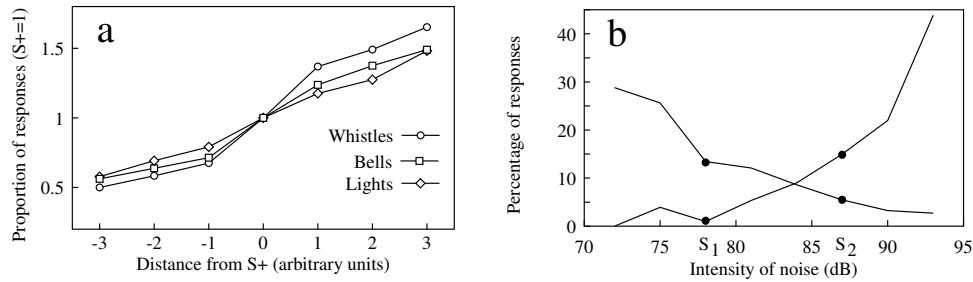 a
Proportion of responses (S+=1)
1.5
1
0.5
Whistles
Bells
Lights
-3 -2 -1 0 1 2 3
Distance from S+ (arbitrary units)
b
Percentage of responses
40
30
20
10
0
70 75 S1 81 85 S2 90 95
Intensity of noise (dB)